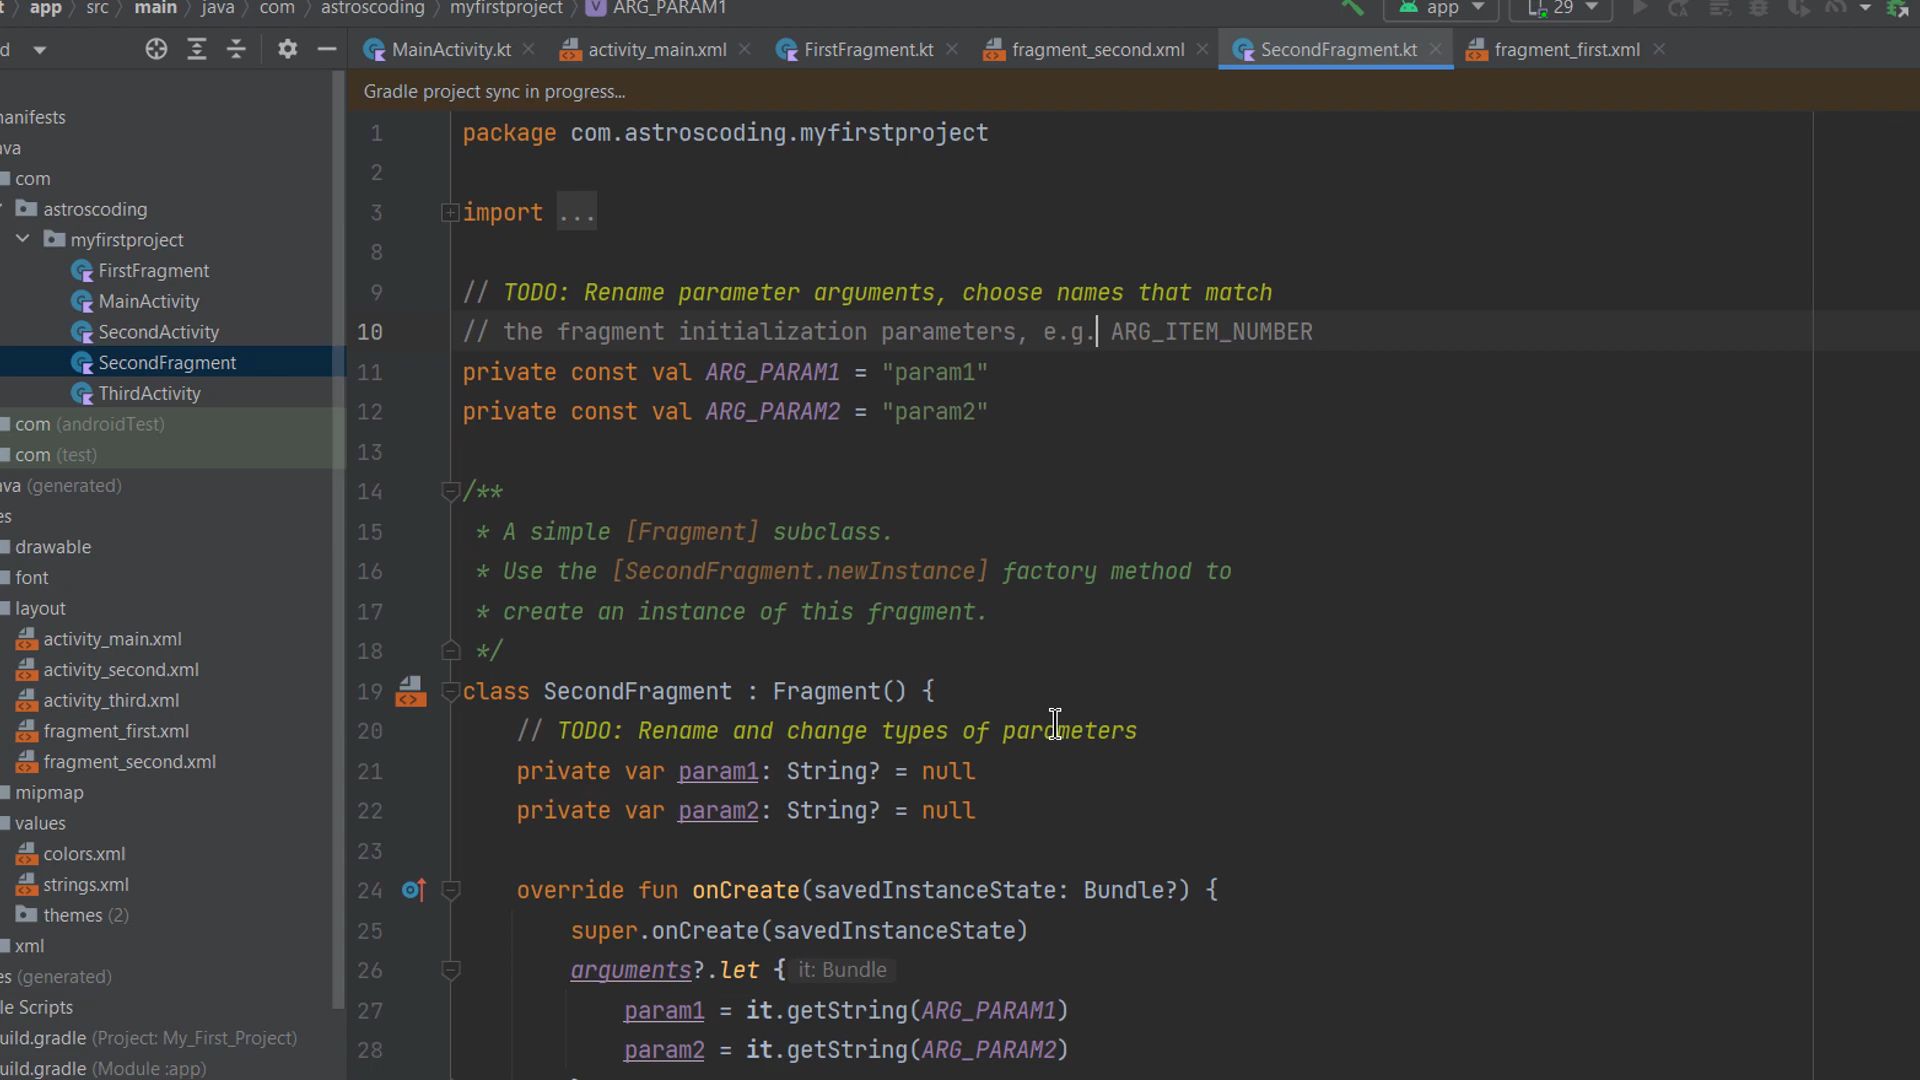 app src main java com astroscoding myfirstproject ARG_PARAM1 app 29
MainActivity.kt activity_main.xml FirstFragment.kt fragment_second.xml SecondFragment.kt fragment_first.xml
Gradle project sync in progress...
anifests
ava
com
astroscoding
myfirstproject
FirstFragment
MainActivity
SecondActivity
SecondFragment
ThirdActivity
com (androidTest)
com (test)
ava (generated)
es
drawable
font
layout
activity_main.xml
activity_second.xml
activity_third.xml
fragment_first.xml
fragment_second.xml
mipmap
values
colors.xml
strings.xml
themes (2)
xml
es (generated)
le Scripts
uild.gradle (Project: My_First_Project)
uild.gradle (Module :app)
1 package com.astroscoding.myfirstproject
2
3 import ...
8
9 // TODO: Rename parameter arguments, choose names that match
10 // the fragment initialization parameters, e.g. ARG_ITEM_NUMBER
11 private const val ARG_PARAM1 = "param1"
12 private const val ARG_PARAM2 = "param2"
13
14 /**
15 * A simple [Fragment] subclass.
16 * Use the [SecondFragment.newInstance] factory method to
17 * create an instance of this fragment.
18 */
19 class SecondFragment : Fragment() {
20 // TODO: Rename and change types of parameters
21 private var param1: String? = null
22 private var param2: String? = null
23
24 override fun onCreate(savedInstanceState: Bundle?) {
25 super.onCreate(savedInstanceState)
26 arguments?.let { it: Bundle
27 param1 = it.getString(ARG_PARAM1)
28 param2 = it.getString(ARG_PARAM2)